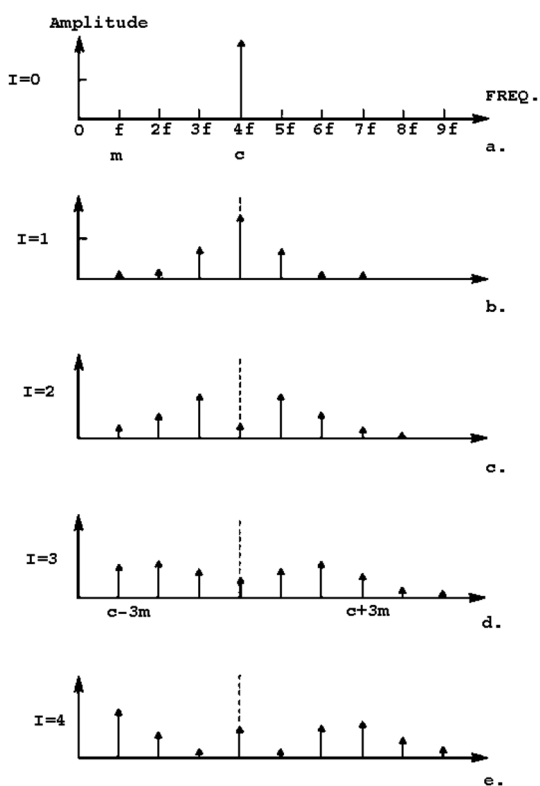 Amplitude
I=0
FREQ.
0 f 2f 3f 4f 5f 6f 7f 8f 9f
m c a.
I=1
b.
I=2
c.
I=3
c-3m c+3m
d.
I=4
e.